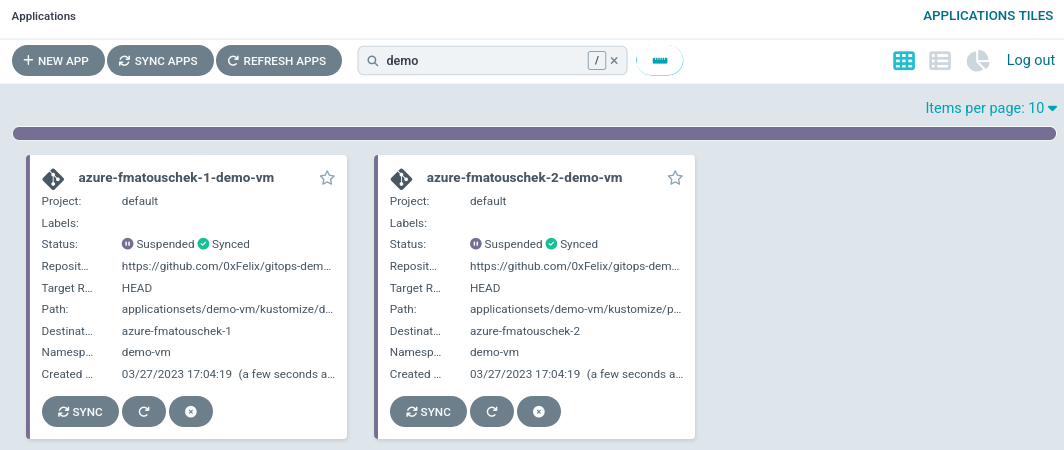 Applications
APPLICATIONS TILES
NEW APP
SYNC APPS
REFRESH APPS
demo
/
Log out
Items per page: 10
azure-fmatouschek-1-demo-vm
Project: default
Labels:
Status: Suspended Synced
Reposit... https://github.com/0xFelix/gitops-dem...
Target R... HEAD
Path: applicationsets/demo-vm/kustomize/d...
Destinat... azure-fmatouschek-1
Namesp... demo-vm
Created ... 03/27/2023 17:04:19 (a few seconds a...
SYNC
azure-fmatouschek-2-demo-vm
Project: default
Labels:
Status: Suspended Synced
Reposit... https://github.com/0xFelix/gitops-dem...
Target R... HEAD
Path: applicationsets/demo-vm/kustomize/p...
Destinat... azure-fmatouschek-2
Namesp... demo-vm
Created ... 03/27/2023 17:04:19 (a few seconds a...
SYNC